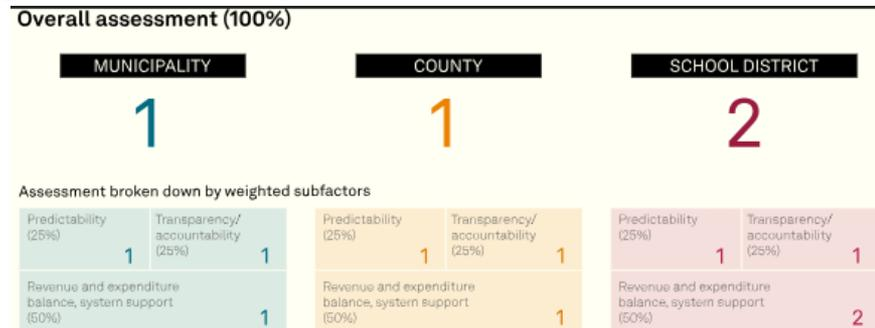 Overall assessment (100%)
MUNICIPALITY
1
COUNTY
1
SCHOOL DISTRICT
2
Assessment broken down by weighted subfactors
Predictability
(25%)
1
Transparency/
accountability
(25%)
1
Revenue and expenditure
balance, system support
(50%)
1
Predictability
(25%)
1
Transparency/
accountability
(25%)
1
Revenue and expenditure
balance, system support
(50%)
1
Predictability
(25%)
1
Transparency/
accountability
(25%)
1
Revenue and expenditure
balance, system support
(50%)
2